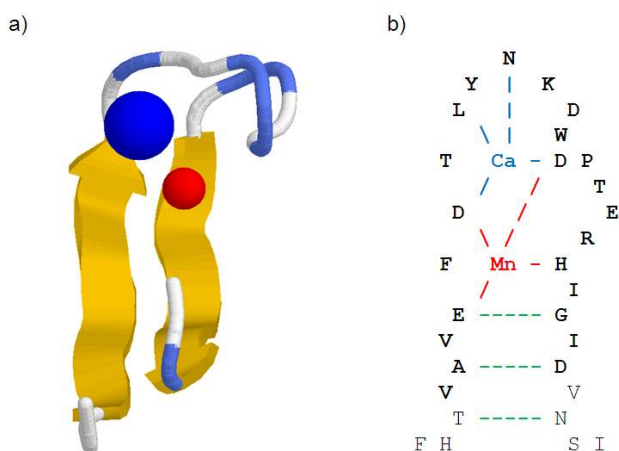 a) b)
N
Y K
L D
W
Ca D P
T T
D E
R
F Mn H
I
E ----- G
V I
A ----- D
V V
T ----- N
F H S I